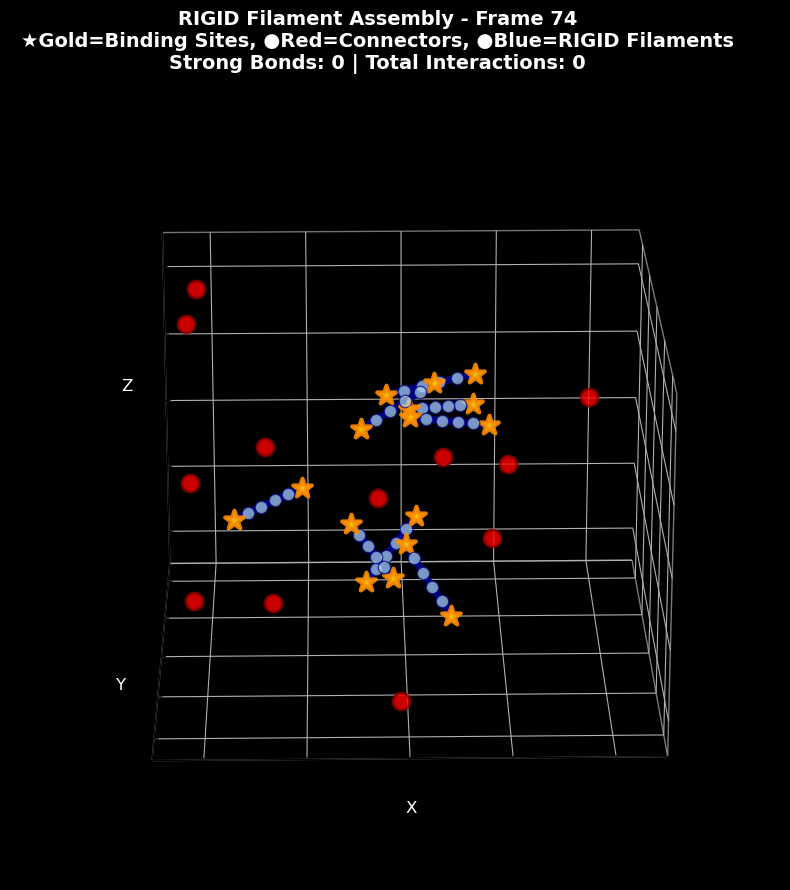 RIGID Filament Assembly - Frame 74
★Gold=Binding Sites, ●Red=Connectors, ●Blue=RIGID Filaments
Strong Bonds: 0 | Total Interactions: 0
Z
Y
X